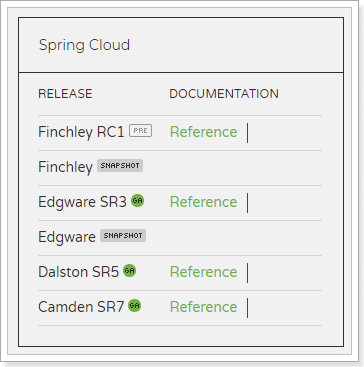 Spring Cloud
RELEASE DOCUMENTATION
Finchley RC1 PRE Reference
Finchley SNAPSHOT
Edgware SR3 GA Reference
Edgware SNAPSHOT
Dalston SR5 GA Reference
Camden SR7 GA Reference